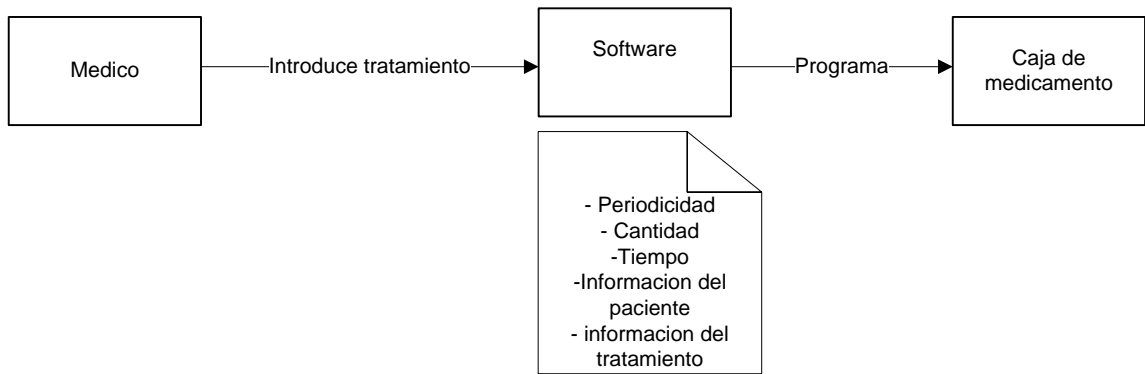 Medico
Introduce tratamiento
Software
Programa
Caja de
medicamento
- Periodicidad
- Cantidad
-Tiempo
-Informacion del
paciente
- informacion del
tratamiento